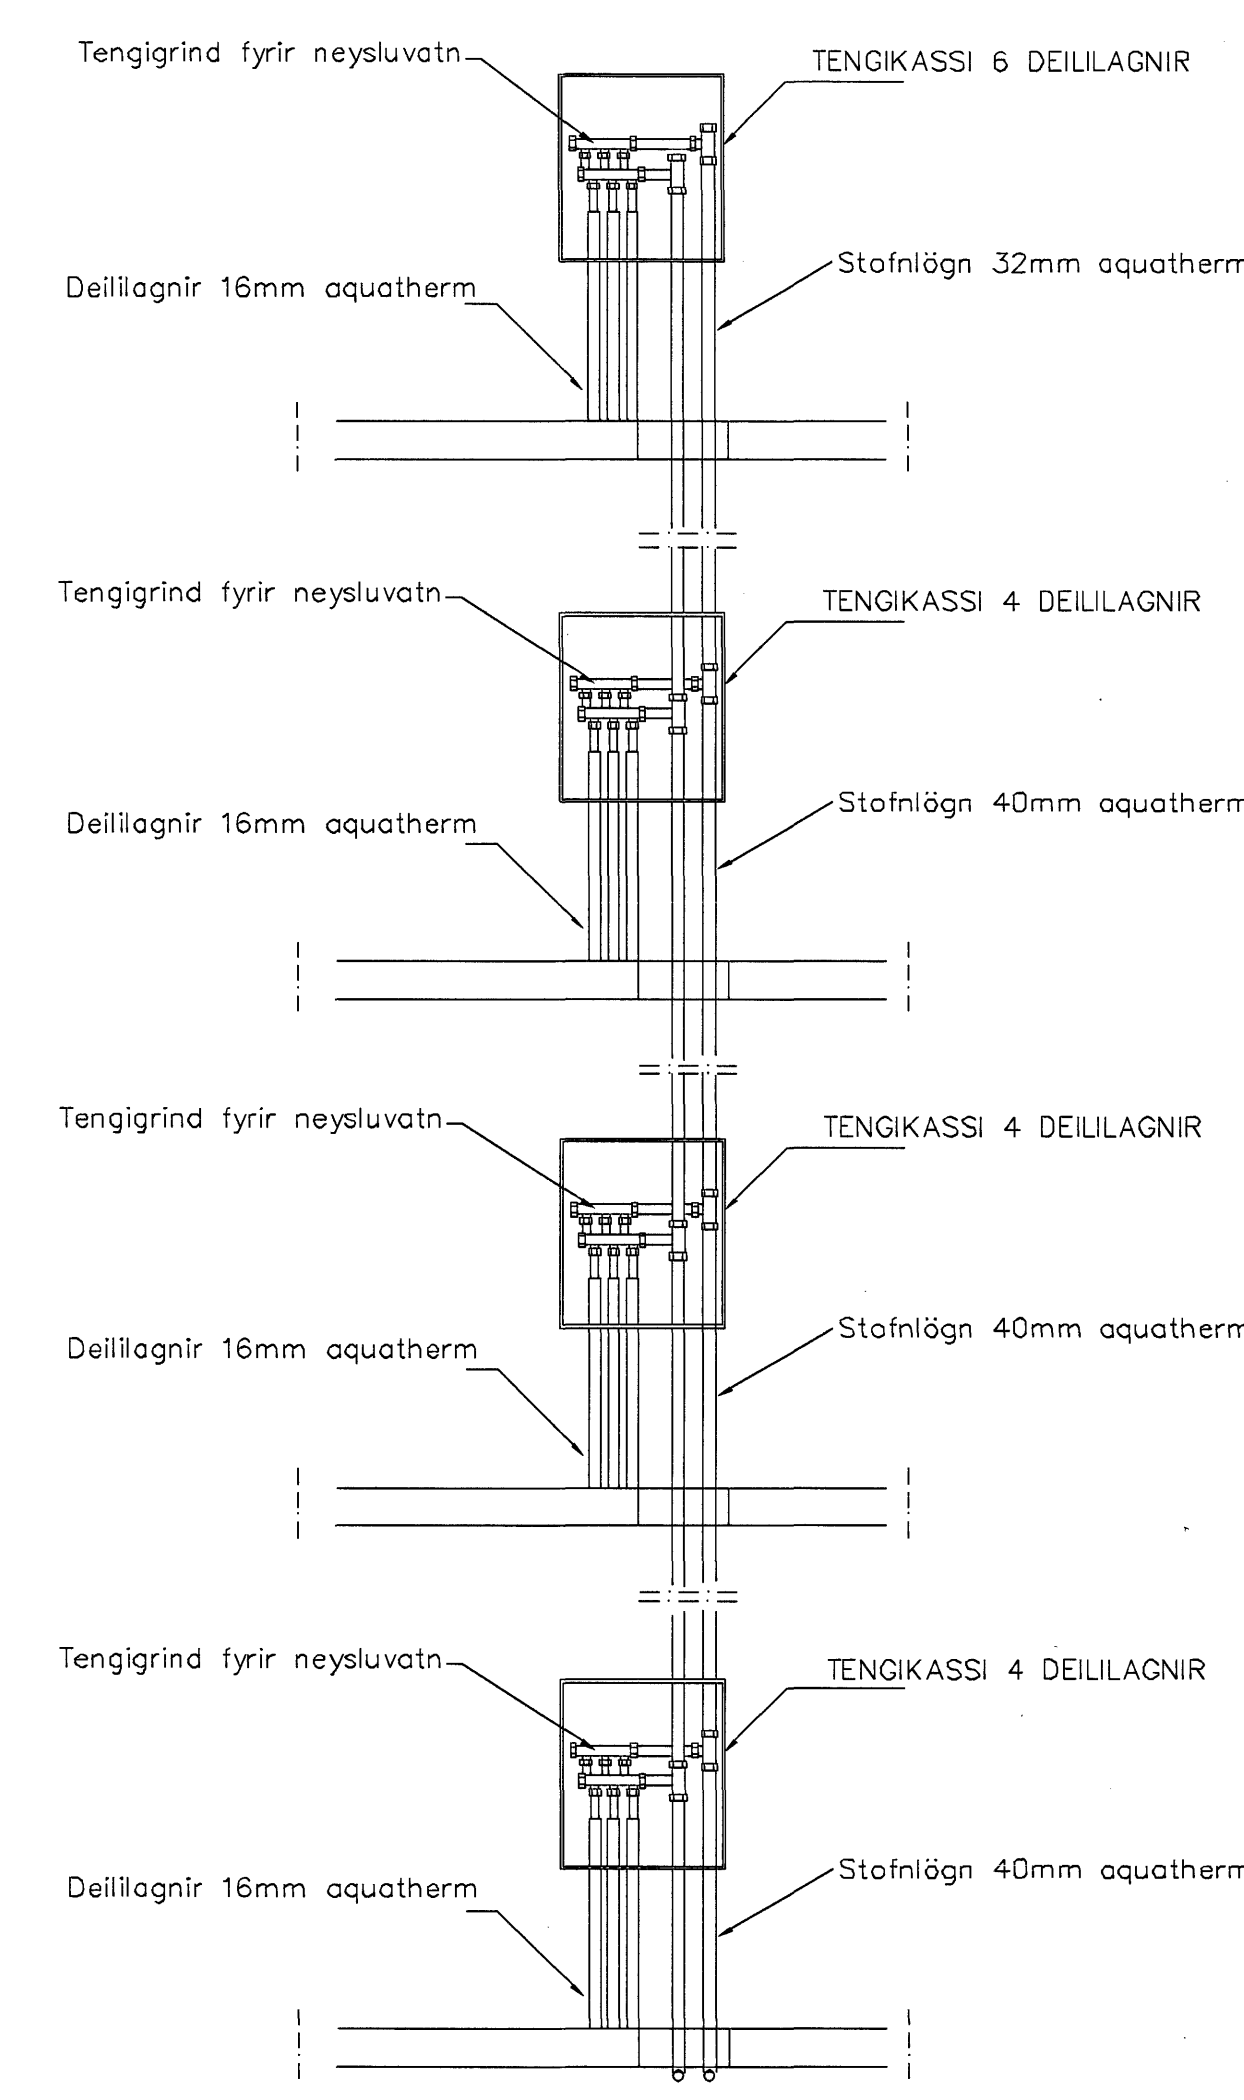 Tengigrind fyrir neysluvatn
TENGIKASSI 6 DEILILAGNIR
Stofnlögn 32mm aquatherm
Deililagnir 16mm aquatherm
Tengigrind fyrir neysluvatn
TENGIKASSI 4 DEILILAGNIR
Stofnlögn 40mm aquatherm
Deililagnir 16mm aquatherm
Tengigrind fyrir neysluvatn
TENGIKASSI 4 DEILILAGNIR
Stofnlögn 40mm aquatherm
Deililagnir 16mm aquatherm
Tengigrind fyrir neysluvatn
TENGIKASSI 4 DEILILAGNIR
Stofnlögn 40mm aquatherm
Deililagnir 16mm aquatherm